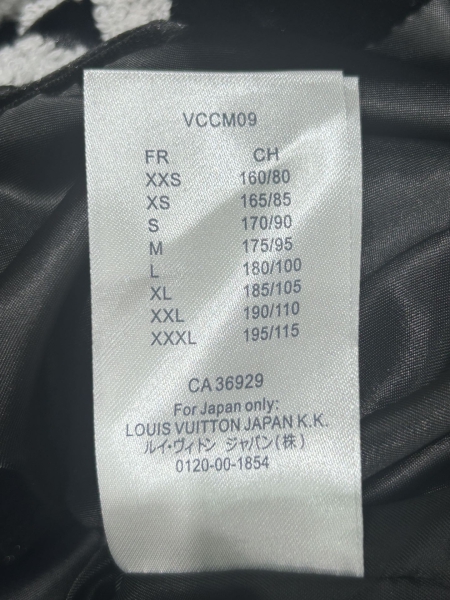 VCCM09
FR CH
XXS 160/80
XS 165/85
S 170/90
M 175/95
L 180/100
XL 185/105
XXL 190/110
XXXL 195/115
CA 36929
For Japan only:
LOUIS VUITTON JAPAN K.K.
ルイ・ヴィトン ジャパン(株)
0120-00-1854